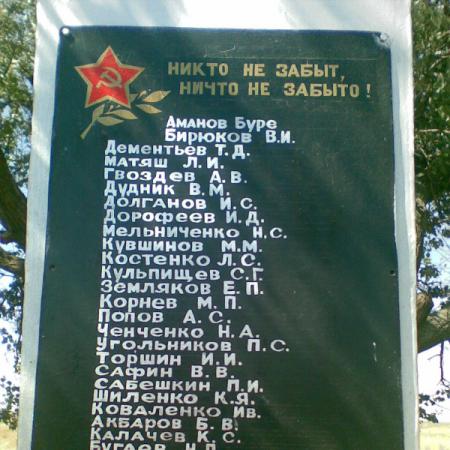 НИКТО НЕ ЗАБЫТ,
НИЧТО НЕ ЗАБЫТО!
Аманов Буре
Бирюков В.И.
Дементьев Т.Д.
Матяш Л.И.
Гвоздев А.В.
Дудник В.М.
Долганов И.С.
Дорофеев И.Д.
Мельниченко Н.С.
Кувшинов М.М.
Костенко Л.С.
Кульпищев С.Г
Земляков Е.П.
Корнев М.П.
Попов А.С.
Ченченко Н.А.
Угольников П.С.
Торшин И.И.
Сафин В.В.
Сабешкин П.И.
Шиленко К.Я.
Коваленко Ив.
Акбаров Б.В.
Калачев К.С.
Бугаев